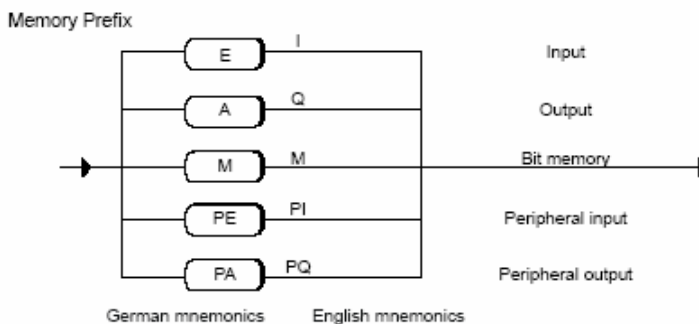 Memory Prefix
E I Input
A Q Output
M M Bit memory
PE PI Peripheral input
PA PQ Peripheral output
German mnemonics English mnemonics